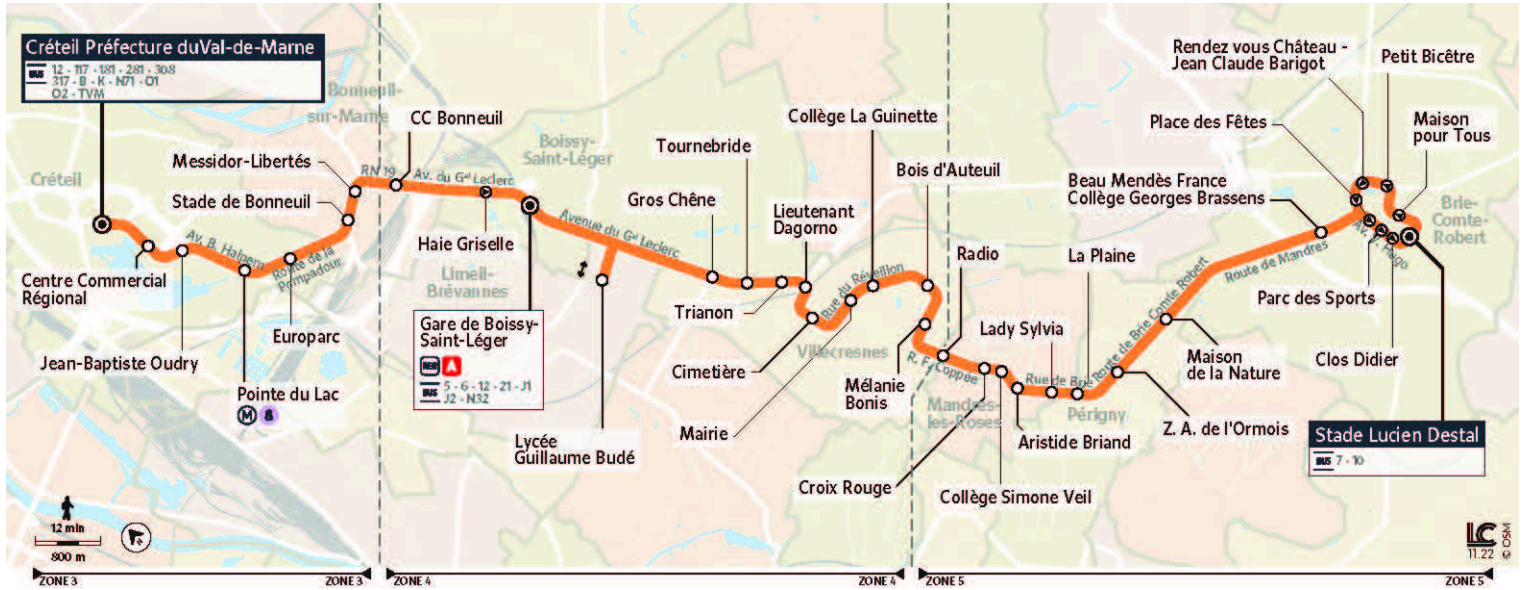 Créteil Préfecture duVal-de-Marne
BUS 12 - 117 - 181 - 281 - 308
317 - B - K - N71 - O1
O2 - TVM
Bonneuil-
sur-Marne
Créteil
Messidor-Libertés
Stade de Bonneuil
Centre Commercial
Régional
Av. B. Halpern
Route de la
Pompadour
Jean-Baptiste Oudry
Europarc
Pointe du Lac
M 8
RN 19
CC Bonneuil
Av. du Gal Leclerc
Boissy-
Saint-Léger
Haie Griselle
Limeil-
Brévannes
Avenue du Gal Leclerc
Gare de Boissy-
Saint-Léger
RER A
BUS 5 - 6 - 12 - 21 - J1
J2 - N32
Lycée
Guillaume Budé
Gros Chêne
Tournebride
Trianon
Lieutenant
Dagorno
Cimetière
Villecresnes
Mairie
Rue du Réveillon
Collège La Guinette
Bois d'Auteuil
Mélanie
Bonis
R. F. Coppée
Radio
Mandres-
les-Roses
Croix Rouge
Collège Simone Veil
Aristide Briand
Lady Sylvia
Rue de Brie
La Plaine
Périgny
Z. A. de l'Ormois
Route de Brie Comte Robert
Maison
de la Nature
Route de Mandres
Beau Mendès France
Collège Georges Brassens
Place des Fêtes
Rendez vous Château -
Jean Claude Barigot
Petit Bicêtre
Maison
pour Tous
Brie-
Comte-
Robert
Av. V. Hugo
Parc des Sports
Clos Didier
Stade Lucien Destal
BUS 7 - 10
12 min
800 m
LC
11.22
© OSM
ZONE 3
ZONE 3
ZONE 4
ZONE 4
ZONE 5
ZONE 5